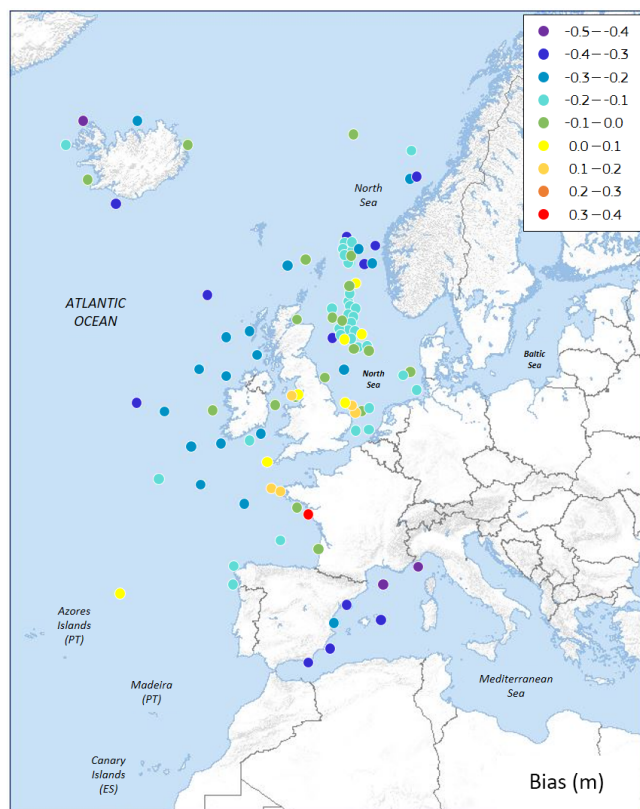 -0.5—-0.4
-0.4—-0.3
-0.3—-0.2
-0.2—-0.1
-0.1—0.0
0.0—0.1
0.1—0.2
0.2—0.3
0.3—0.4
North
Sea
ATLANTIC
OCEAN
Baltic
Sea
North
Sea
Azores
Islands
(PT)
Madeira
(PT)
Mediterranean
Sea
Canary
Islands
(ES)
Bias (m)